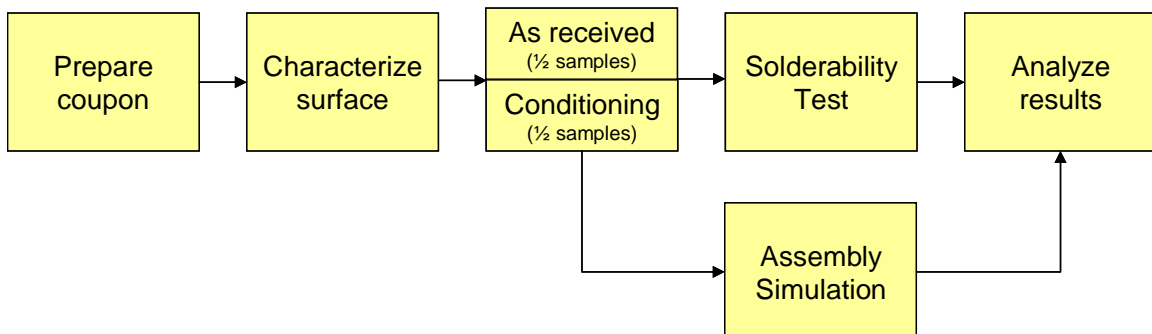 Prepare
coupon
Characterize
surface
As received
(½ samples)
Conditioning
(½ samples)
Solderability
Test
Analyze
results
Assembly
Simulation